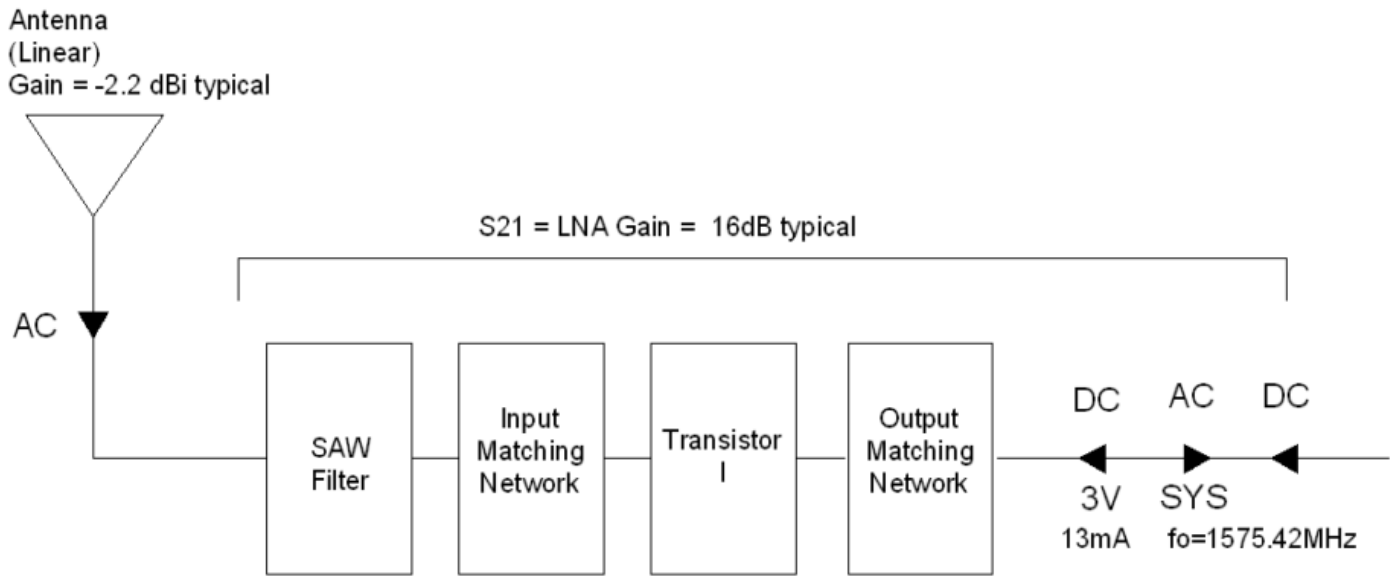 Antenna
(Linear)
Gain = -2.2 dBi typical
S21 = LNA Gain = 16dB typical
AC
SAW
Filter
Input
Matching
Network
Transistor
I
Output
Matching
Network
DC AC DC
3V SYS
13mA fo=1575.42MHz